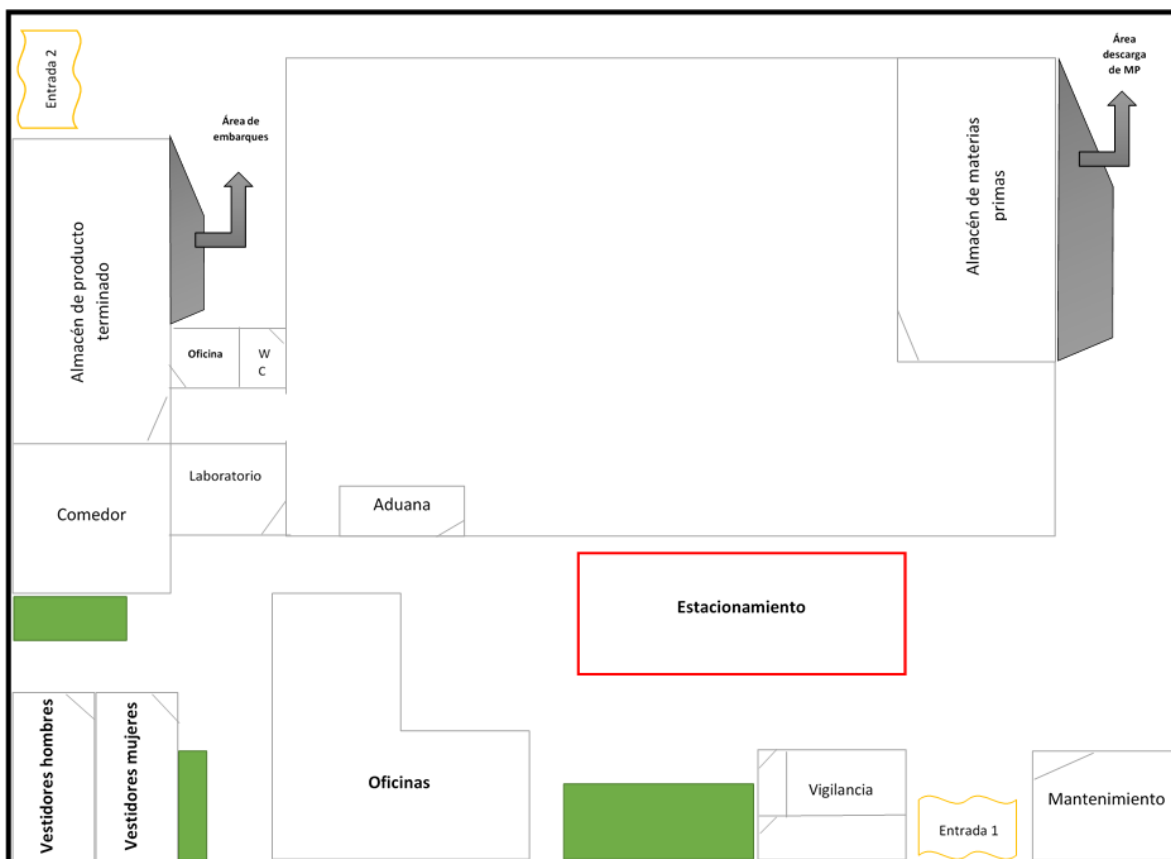 Entrada 2
Área de
embarques
Área
descarga
de MP
Almacén de producto
terminado
Almacén de materias
primas
Oficina
W
C
Laboratorio
Comedor
Aduana
Estacionamiento
Vestidores hombres
Vestidores mujeres
Oficinas
Vigilancia
Entrada 1
Mantenimiento